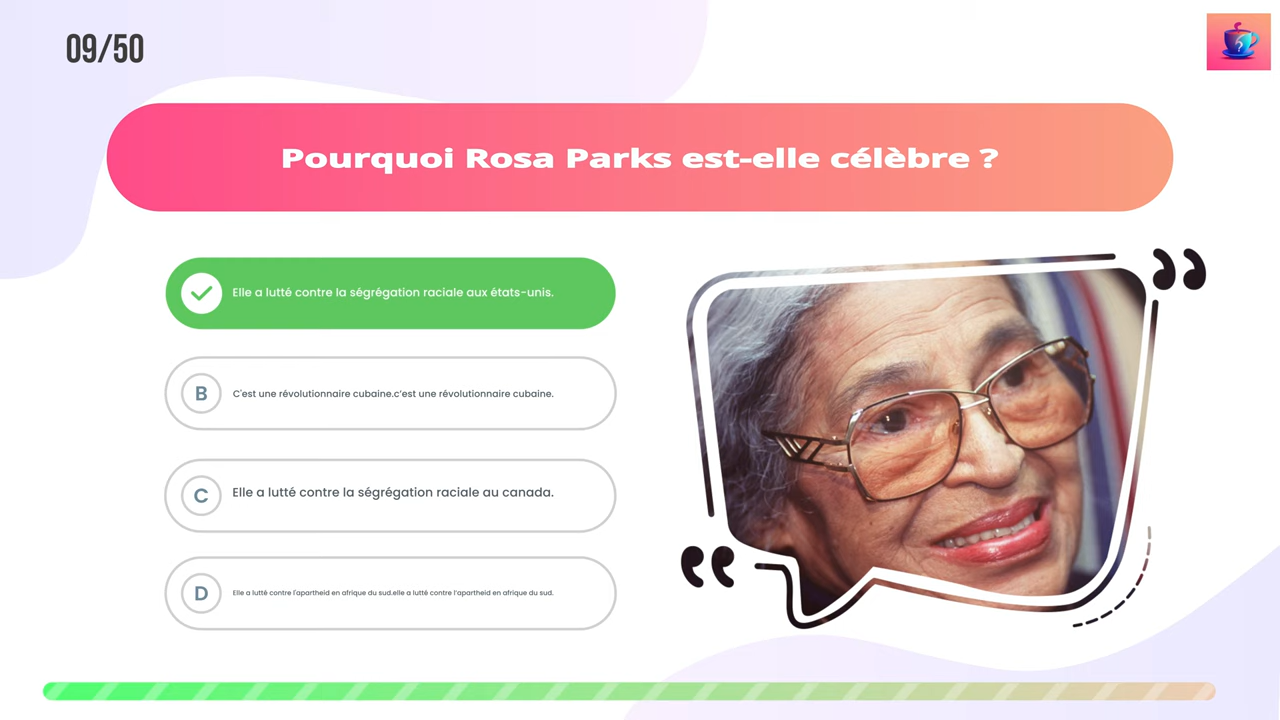 09/50
Pourquoi Rosa Parks est-elle célèbre ?
Elle a lutté contre la ségrégation raciale aux états-unis.
B
C'est une révolutionnaire cubaine.c'est une révolutionnaire cubaine.
C
Elle a lutté contre la ségrégation raciale au canada.
D
Elle a lutté contre l'apartheid en afrique du sud.elle a lutté contre l'apartheid en afrique du sud.